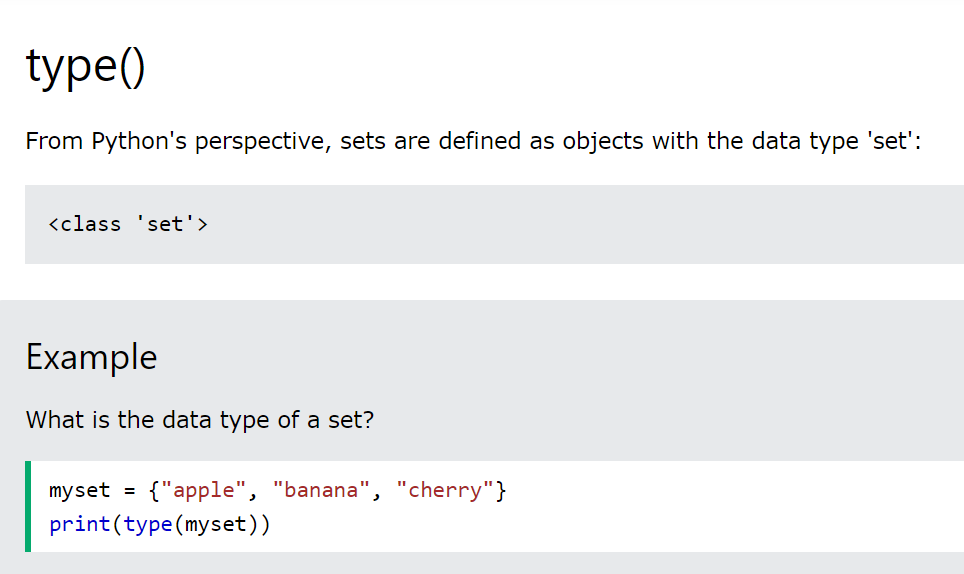 type()
From Python's perspective, sets are defined as objects with the data type 'set':
<class 'set'>
Example
What is the data type of a set?
myset = {"apple", "banana", "cherry"}
print(type(myset))